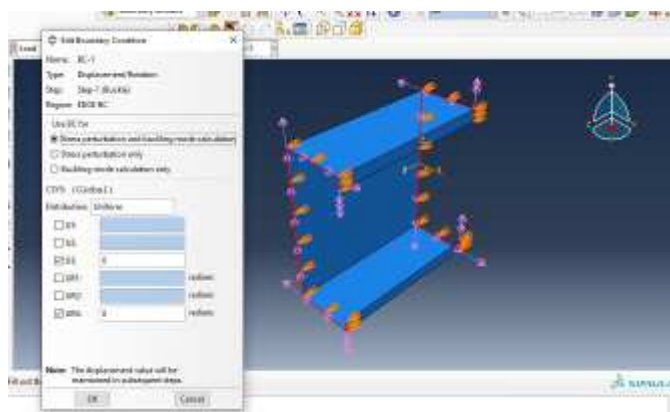 Load
Edit Boundary Condition
Name: BC-1
Type: Displacement/Rotation
Step: Step-1 (Buckle)
Region: EDGE BC
Use BC for
Stress perturbation and buckling mode calculation
Stress perturbation only
Buckling mode calculation only
CSYS: (Global)
Distribution: Uniform
U1:
U2:
U3: 0
UR1: radians
UR2: radians
UR3: 0 radians
Note: The displacement value will be
maintained in subsequent steps.
OK Cancel